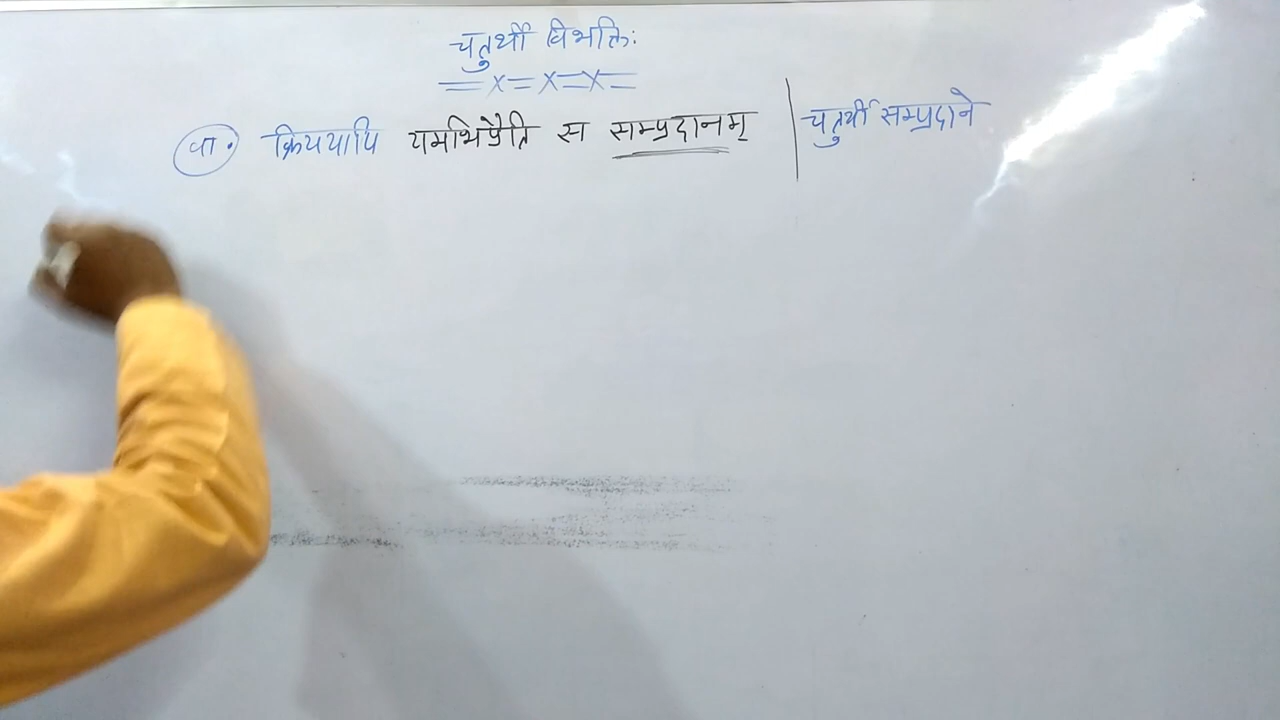 चतुर्थी विभक्तिः
वा. क्रिययापि यमभिप्रैति स सम्प्रदानम् | चतुर्थी सम्प्रदाने